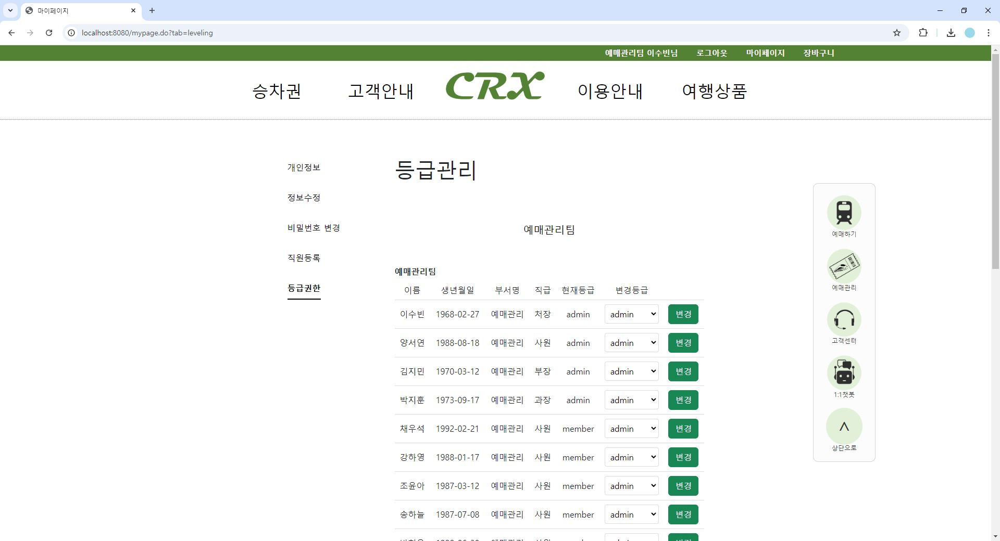 마이페이지
localhost:8080/mypage.do?tab=leveling
예매관리팀 이수빈님 로그아웃 마이페이지 장바구니
승차권 고객안내 CRX 이용안내 여행상품
개인정보
정보수정
비밀번호 변경
직원등록
등급권한
등급관리
예매관리팀
예매관리팀
이름 생년월일 부서명 직급 현재등급 변경등급
이수빈 1968-02-27 예매관리 처장 admin admin 변경
양서연 1988-08-18 예매관리 사원 admin admin 변경
김지민 1970-03-12 예매관리 부장 admin admin 변경
박지훈 1973-09-17 예매관리 과장 admin admin 변경
채우석 1992-02-21 예매관리 사원 member admin 변경
강하영 1988-01-17 예매관리 사원 member admin 변경
조윤아 1987-03-12 예매관리 사원 member admin 변경
송하늘 1987-07-08 예매관리 사원 member admin 변경
예매하기
예매관리
고객센터
1:1챗봇
상단으로